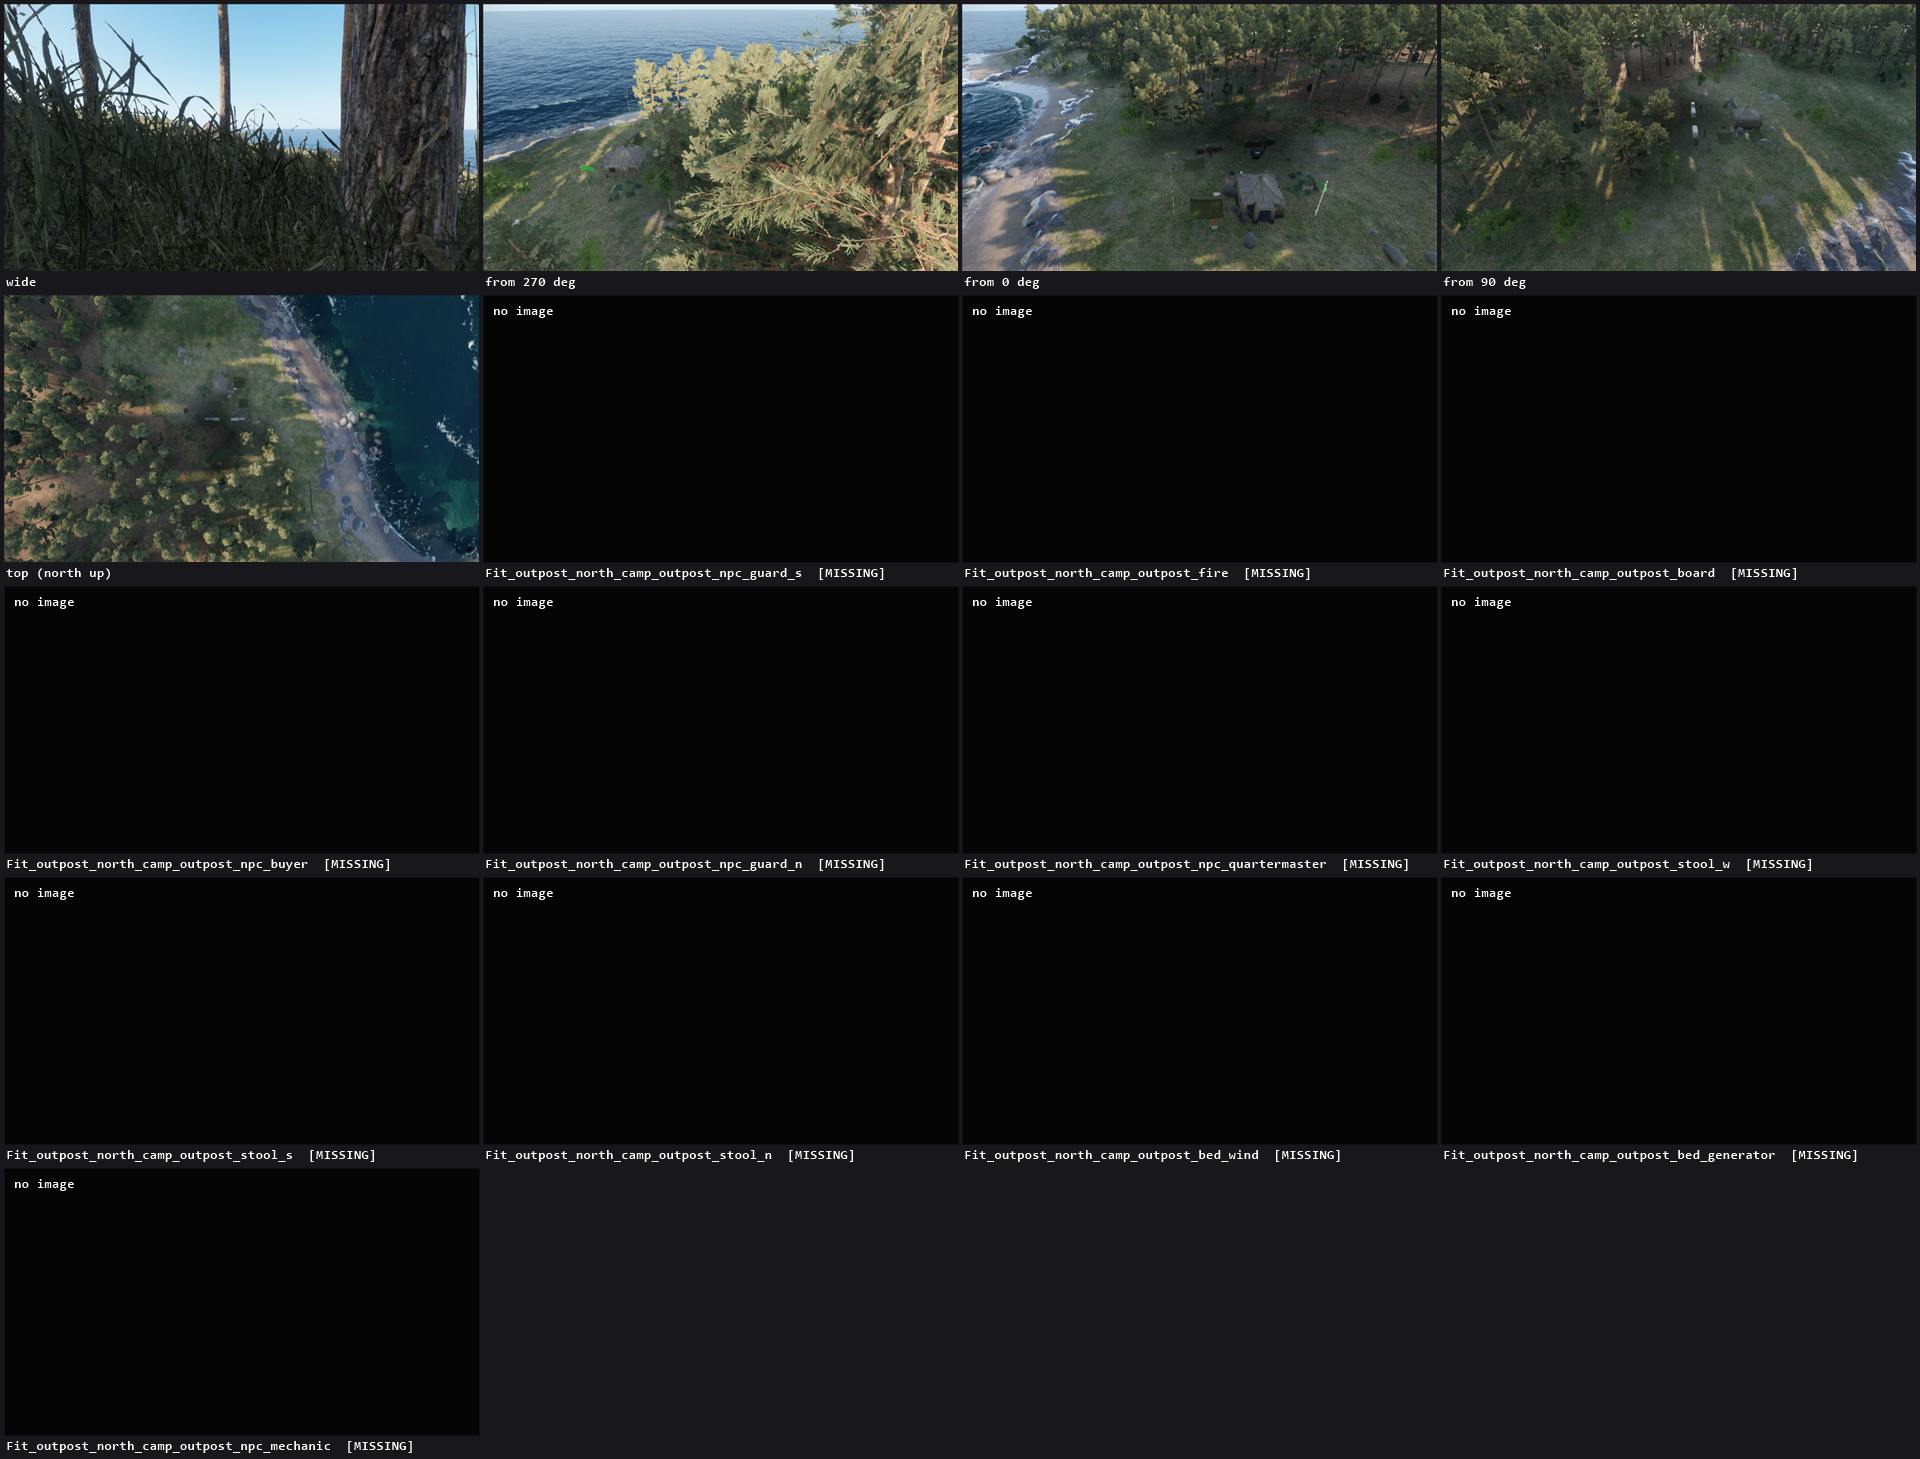 wide
from 270 deg
from 0 deg
from 90 deg
no image
no image
no image
top (north up)
Fit_outpost_north_camp_outpost_npc_guard_s [MISSING]
Fit_outpost_north_camp_outpost_fire [MISSING]
Fit_outpost_north_camp_outpost_board [MISSING]
no image
no image
no image
no image
Fit_outpost_north_camp_outpost_npc_buyer [MISSING]
Fit_outpost_north_camp_outpost_npc_guard_n [MISSING]
Fit_outpost_north_camp_outpost_npc_quartermaster [MISSING]
Fit_outpost_north_camp_outpost_stool_w [MISSING]
no image
no image
no image
no image
Fit_outpost_north_camp_outpost_stool_s [MISSING]
Fit_outpost_north_camp_outpost_stool_n [MISSING]
Fit_outpost_north_camp_outpost_bed_wind [MISSING]
Fit_outpost_north_camp_outpost_bed_generator [MISSING]
no image
Fit_outpost_north_camp_outpost_npc_mechanic [MISSING]